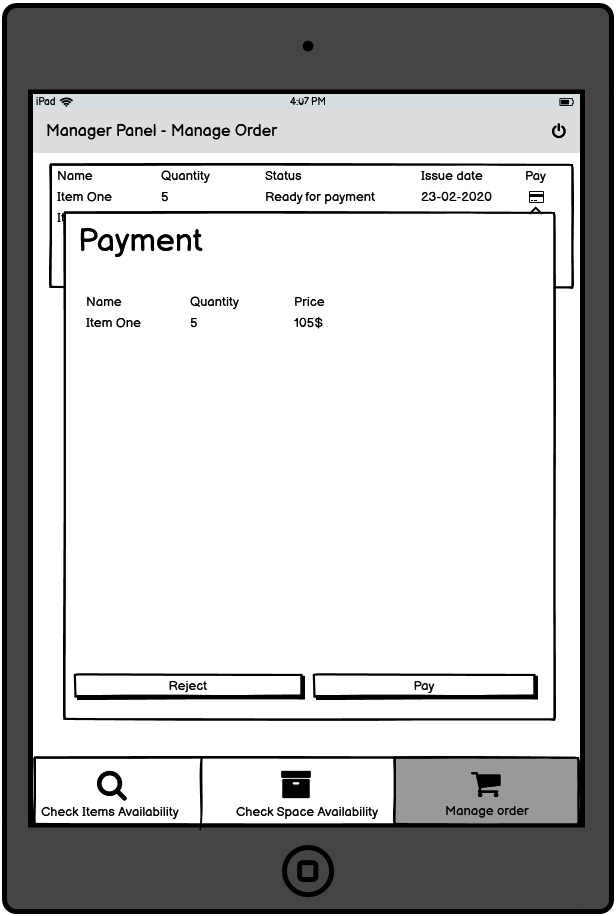 iPad 4:07 PM
Manager Panel - Manage Order
Name Quantity Status Issue date Pay
Item One 5 Ready for payment 23-02-2020
Payment
Name Quantity Price
Item One 5 105$
Reject Pay
Check Items Availability Check Space Availability Manage order